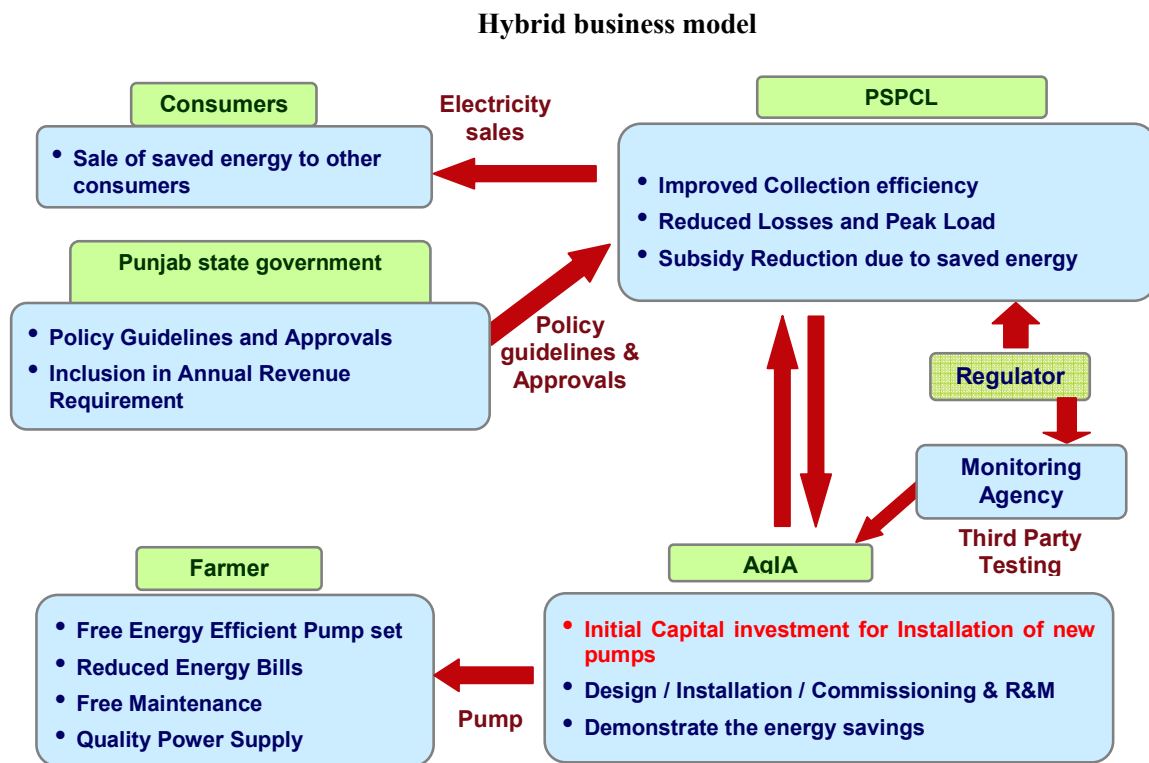 Hybrid business model
Consumers
• Sale of saved energy to other
consumers
Electricity
sales
PSPCL
• Improved Collection efficiency
• Reduced Losses and Peak Load
• Subsidy Reduction due to saved energy
Punjab state government
• Policy Guidelines and Approvals
• Inclusion in Annual Revenue
Requirement
Policy
guidelines &
Approvals
Regulator
Monitoring
Agency
Third Party
Testing
Farmer
• Free Energy Efficient Pump set
• Reduced Energy Bills
• Free Maintenance
• Quality Power Supply
Pump
AgIA
• Initial Capital investment for Installation of new
pumps
• Design / Installation / Commissioning & R&M
• Demonstrate the energy savings